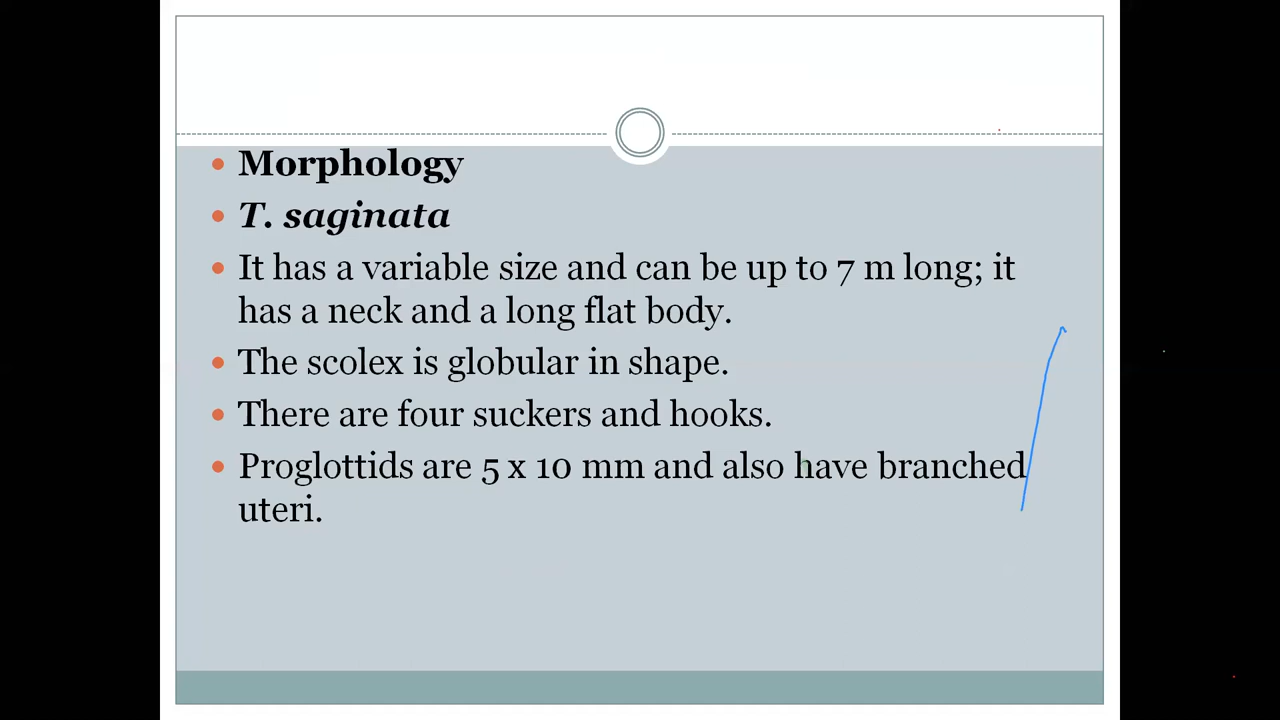 Morphology
T. saginata
It has a variable size and can be up to 7 m long; it
has a neck and a long flat body.
The scolex is globular in shape.
There are four suckers and hooks.
Proglottids are 5 x 10 mm and also have branched
uteri.